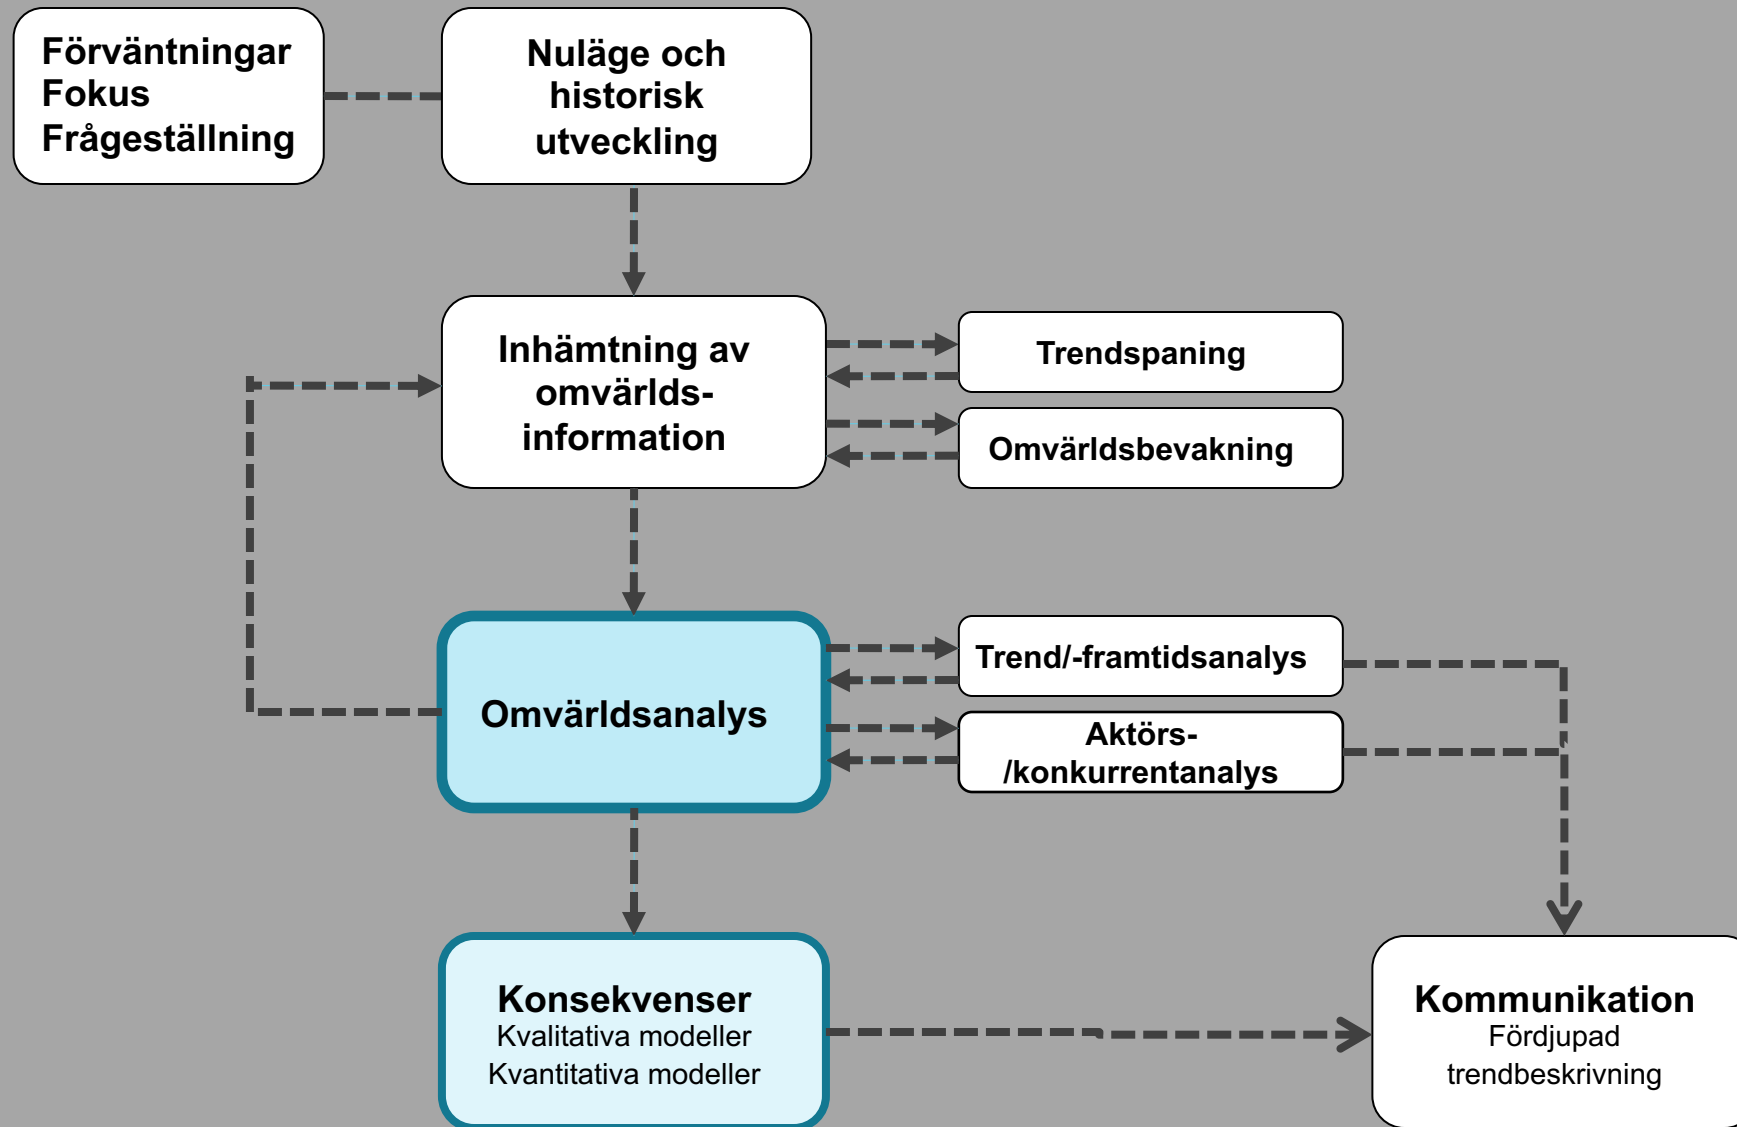 Förväntningar
Fokus
Frågeställning
Nuläge och
historisk
utveckling
Inhämtning av
omvärlds-
information
Trendspaning
Omvärldsbevakning
Omvärldsanalys
Trend/-framtidsanalys
Aktörs-
/konkurrentanalys
Konsekvenser
Kvalitativa modeller
Kvantitativa modeller
Kommunikation
Fördjupad
trendbeskrivning